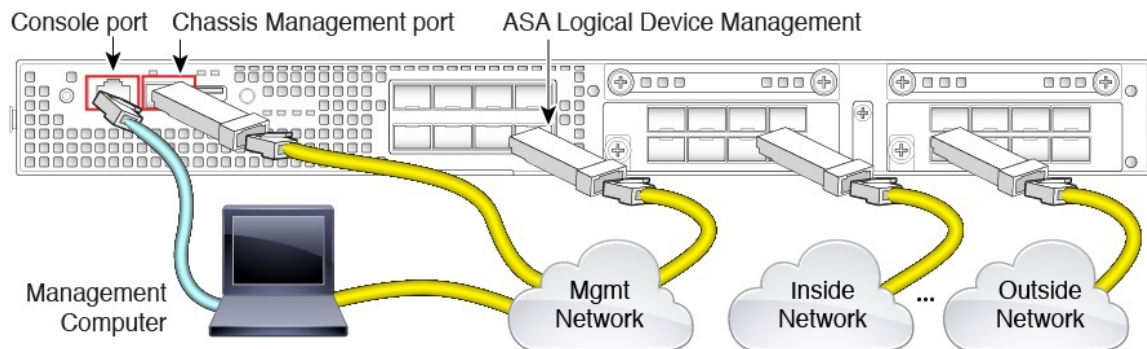 Console port
Chassis Management port
ASA Logical Device Management
Management
Computer
Mgmt
Network
Inside
Network
...
Outside
Network